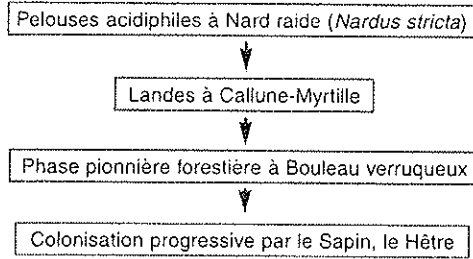 Pelouses acidiphiles à Nard raide (Nardus stricta)
Landes à Callune-Myrtille
Phase pionnière forestière à Bouleau verruqueux
Colonisation progressive par le Sapin, le Hêtre